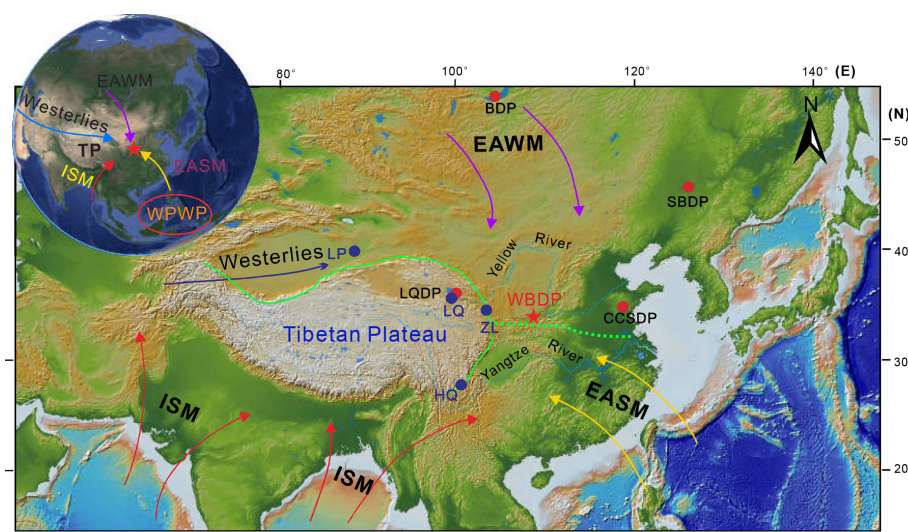 80°
100°
120°
140°
(E)
(N)
50
40
30
20
N
EAWM
Westerlies
TP
ISM
EASM
WPWP
BDP
EAWM
SBDP
Yellow
River
Westerlies
LP
LQDP
LQ
WBDP
CCSDP
ZL
Tibetan Plateau
Yangtze
River
HQ
ISM
EASM
ISM